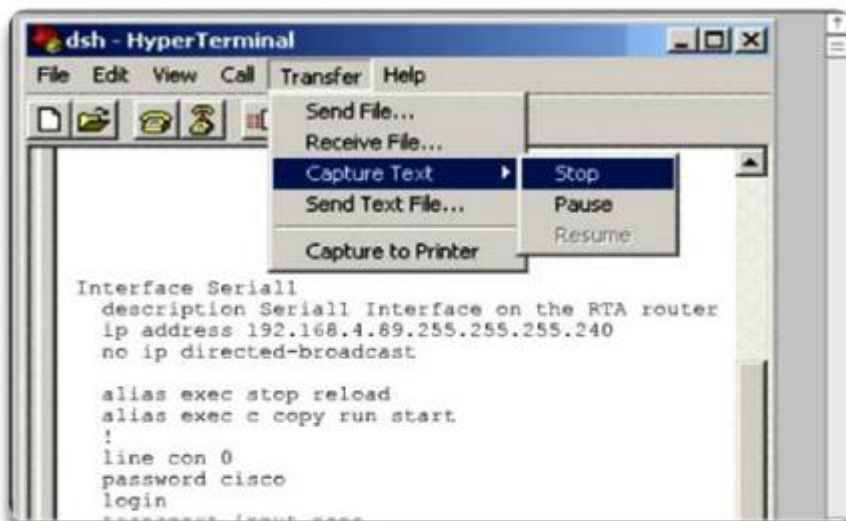 dsh - HyperTerminal
File Edit View Call Transfer Help
Send File...
Receive File...
Capture Text
Send Text File...
Capture to Printer
Stop
Pause
Resume
Interface Serial1
description Serial1 Interface on the RTA router
ip address 192.168.4.89.255.255.255.240
no ip directed-broadcast
alias exec stop reload
alias exec c copy run start
!
line con 0
password cisco
login